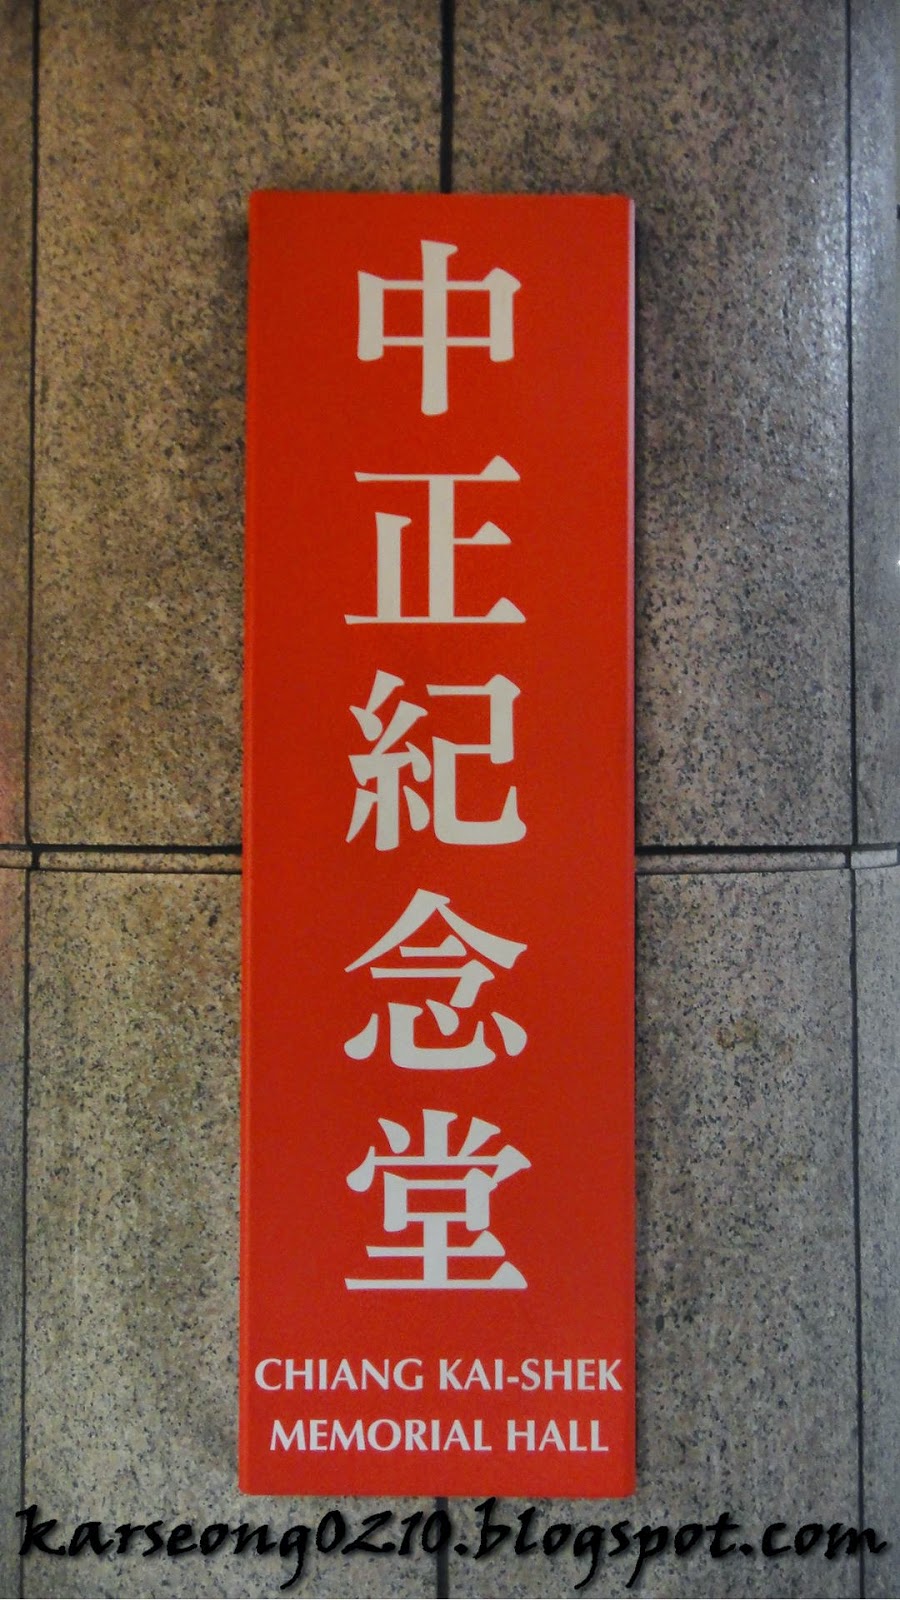 中正紀念堂
CHIANG KAI-SHEK
MEMORIAL HALL
karseong0210.blogspot.com